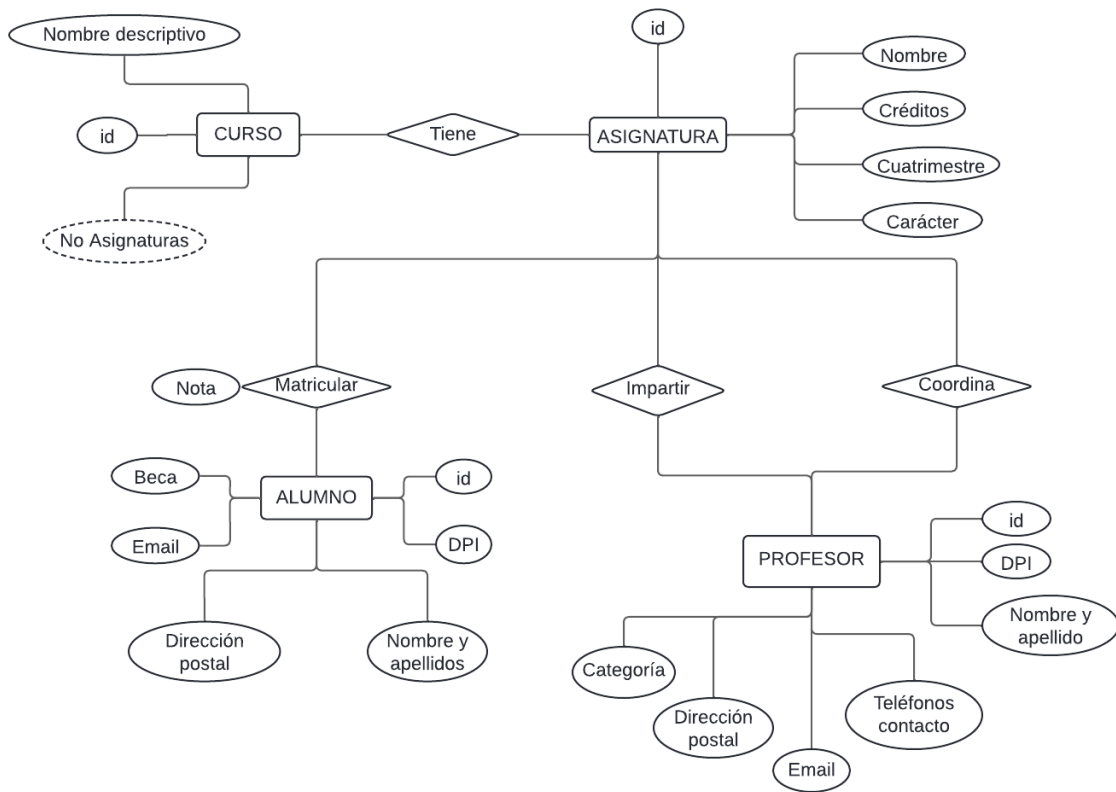 Nombre descriptivo
id
id
Nombre
CURSO
Tiene
ASIGNATURA
Créditos
Cuatrimestre
No Asignaturas
Carácter
Nota
Matricular
Impartir
Coordina
Beca
id
ALUMNO
Email
DPI
id
PROFESOR
DPI
Nombre y
apellido
Dirección
postal
Nombre y
apellidos
Categoría
Dirección
postal
Teléfonos
contacto
Email